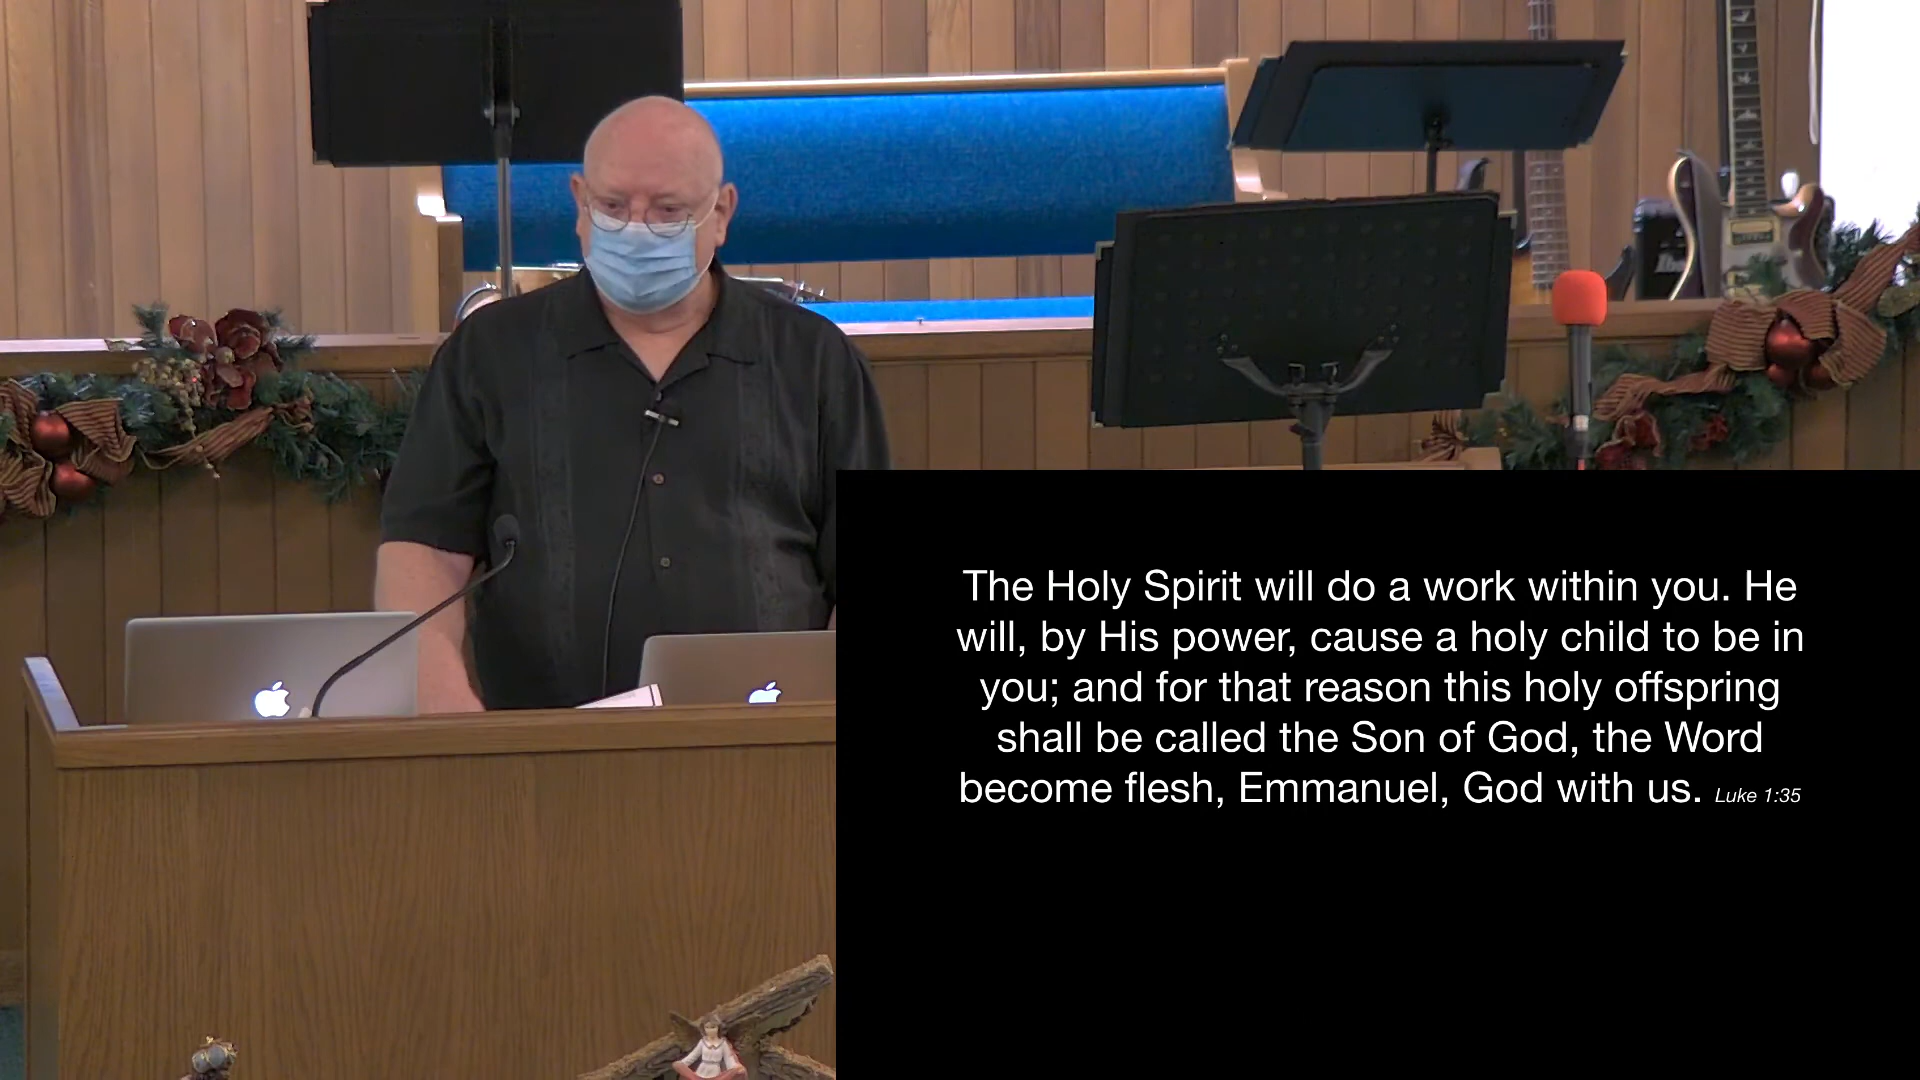 The Holy Spirit will do a work within you. He
will, by His power, cause a holy child to be in
you; and for that reason this holy offspring
shall be called the Son of God, the Word
become flesh, Emmanuel, God with us. Luke 1:35